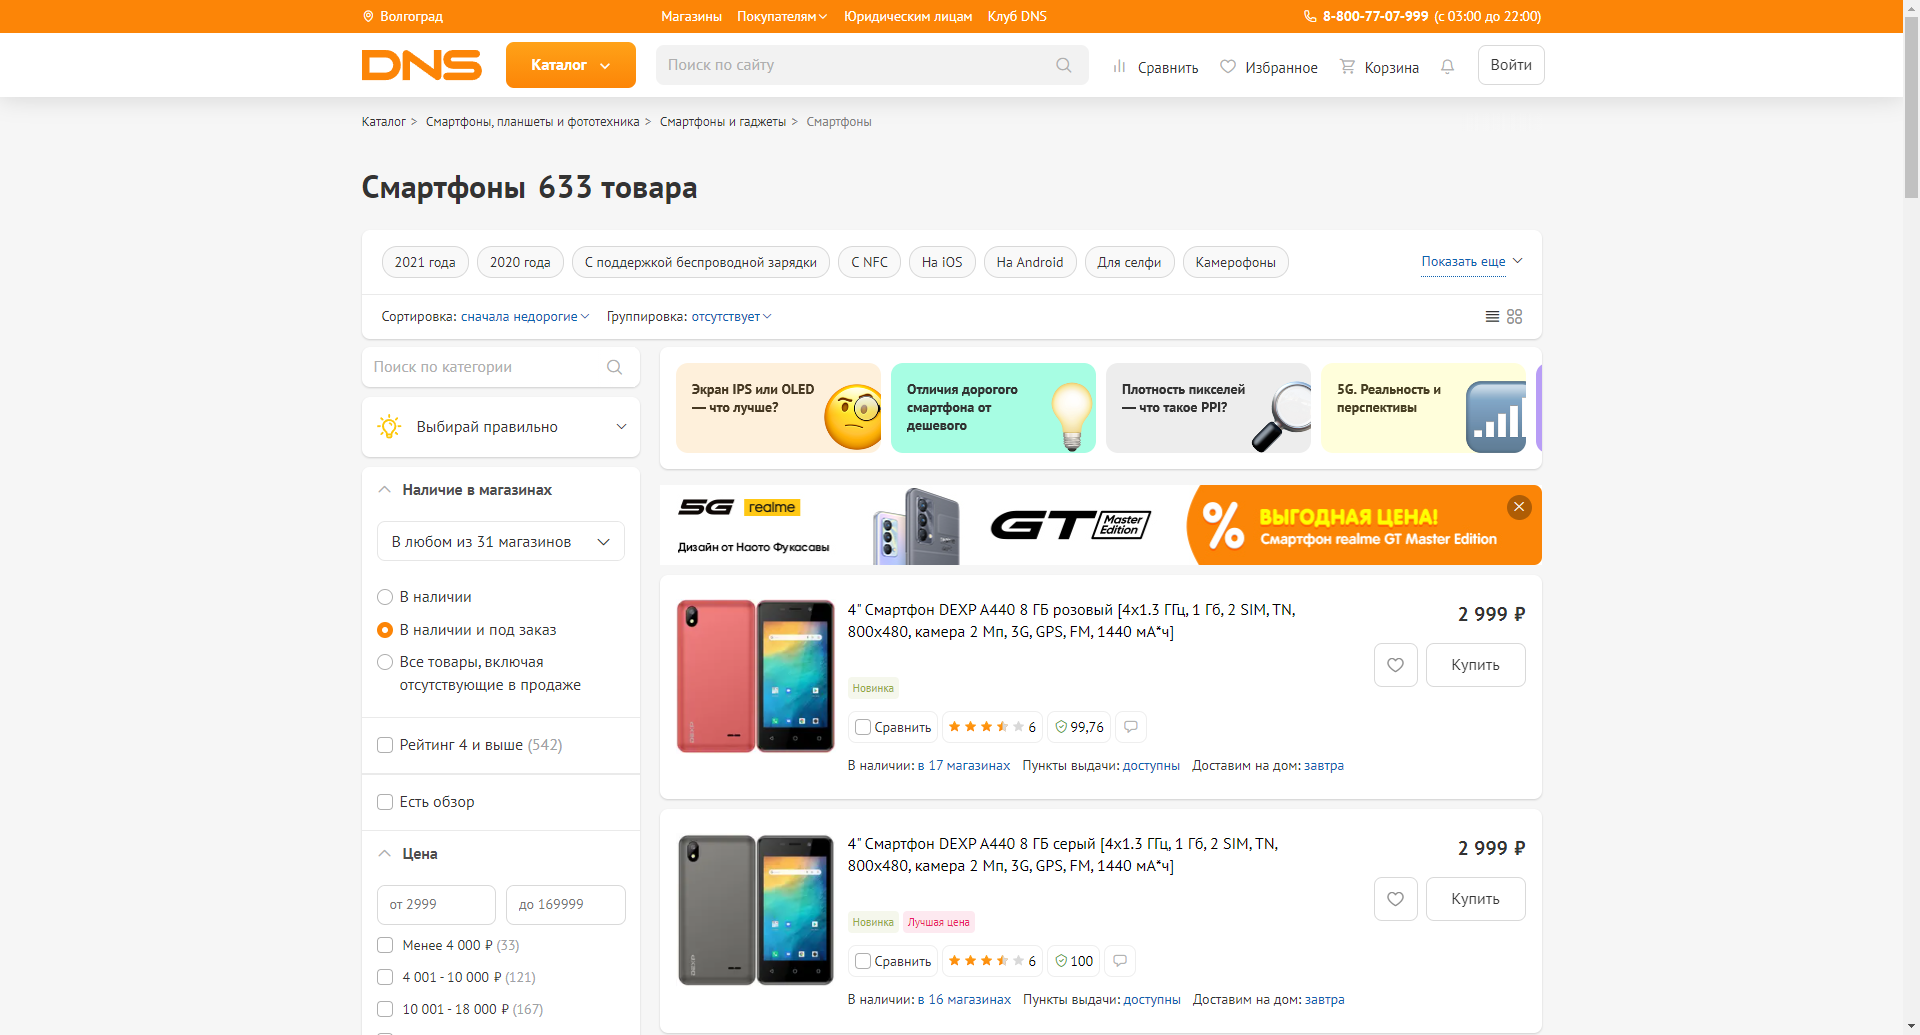 Волгоград
Магазины Покупателям Юридическим лицам Клуб DNS
8-800-77-07-999 (с 03:00 до 22:00)
DNS
Каталог
Поиск по сайту
Сравнить
Избранное
Корзина
Войти
Каталог > Смартфоны, планшеты и фототехника > Смартфоны и гаджеты > Смартфоны
Смартфоны 633 товара
2021 года
2020 года
С поддержкой беспроводной зарядки
С NFC
На iOS
На Android
Для селфи
Камерофоны
Показать еще
Сортировка: сначала недорогие
Группировка: отсутствует
Поиск по категории
Выбирай правильно
Наличие в магазинах
В любом из 31 магазинов
В наличии
В наличии и под заказ
Все товары, включая
отсутствующие в продаже
Рейтинг 4 и выше (542)
Есть обзор
Цена
от 2999
до 169999
Менее 4 000 ₽ (33)
4 001 - 10 000 ₽ (121)
10 001 - 18 000 ₽ (167)
Экран IPS или OLED
— что лучше?
Отличия дорогого
смартфона от
дешевого
Плотность пикселей
— что такое PPI?
5G. Реальность и
перспективы
5G realme
Дизайн от Наото Фукасавы
GT Master
Edition
%
ВЫГОДНАЯ ЦЕНА!
Смартфон realme GT Master Edition
4" Смартфон DEXP A440 8 ГБ розовый [4x1.3 ГГц, 1 Гб, 2 SIM, TN,
800x480, камера 2 Мп, 3G, GPS, FM, 1440 мА*ч]
2 999 ₽
Купить
Новинка
Сравнить
6
99,76
В наличии: в 17 магазинах Пункты выдачи: доступны Доставим на дом: завтра
4" Смартфон DEXP A440 8 ГБ серый [4x1.3 ГГц, 1 Гб, 2 SIM, TN,
800x480, камера 2 Мп, 3G, GPS, FM, 1440 мА*ч]
2 999 ₽
Купить
Новинка
Лучшая цена
Сравнить
6
100
В наличии: в 16 магазинах Пункты выдачи: доступны Доставим на дом: завтра